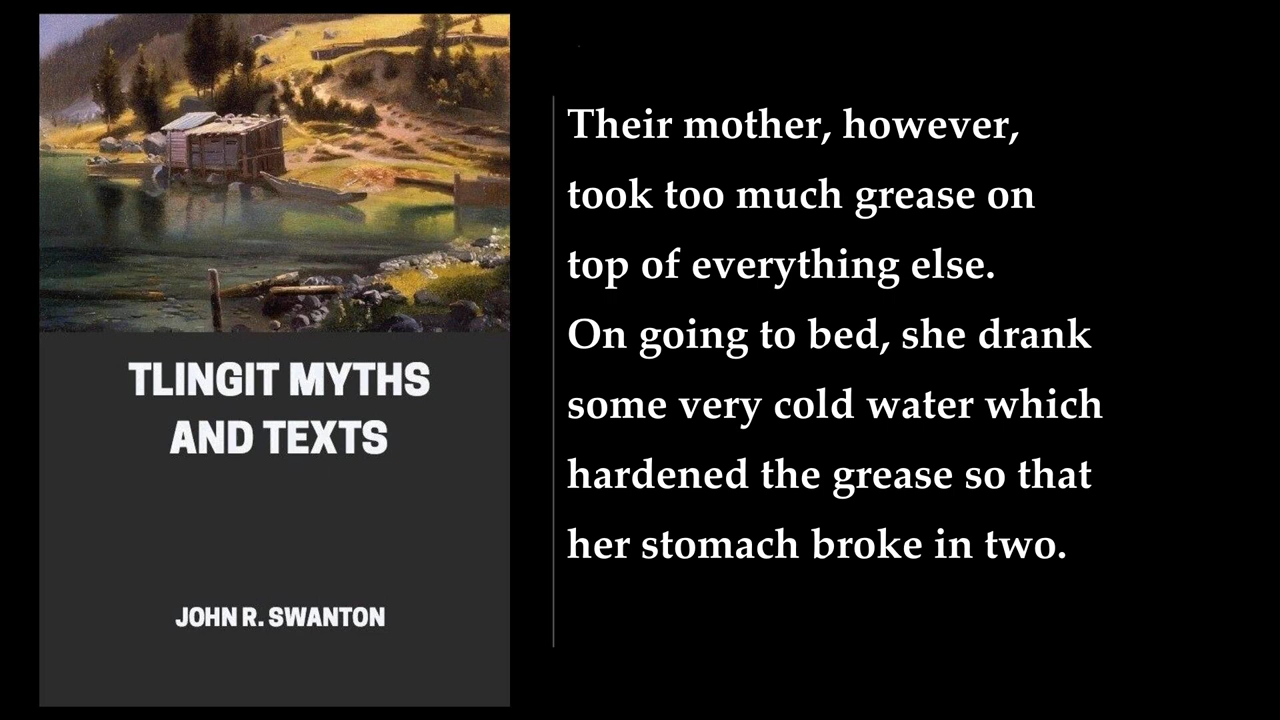 TLINGIT MYTHS
AND TEXTS
JOHN R. SWANTON
Their mother, however,
took too much grease on
top of everything else.
On going to bed, she drank
some very cold water which
hardened the grease so that
her stomach broke in two.